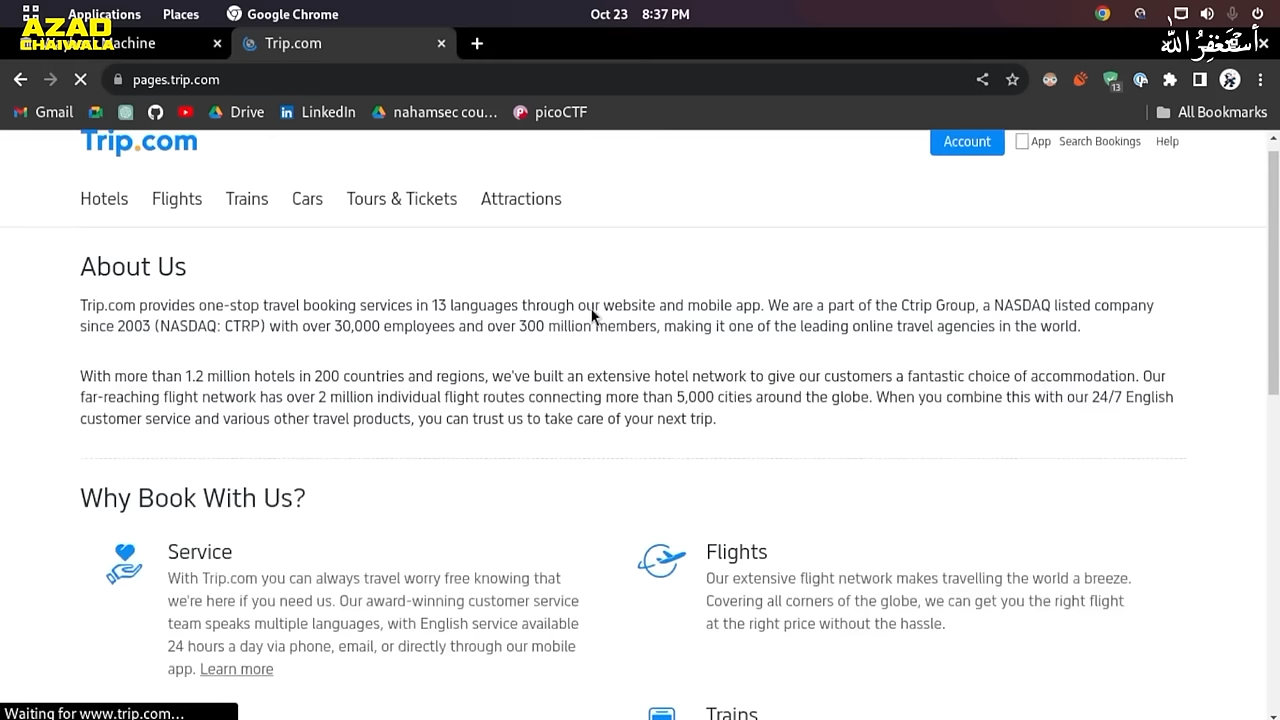 Applications Places Google Chrome Oct 23 8:37 PM
AZAD
CHAIWALA
Machine Trip.com
أستغفر الله
pages.trip.com 13
Gmail Drive LinkedIn nahamsec cou... picoCTF All Bookmarks
Trip.com Account App Search Bookings Help
Hotels Flights Trains Cars Tours & Tickets Attractions
About Us
Trip.com provides one-stop travel booking services in 13 languages through our website and mobile app. We are a part of the Ctrip Group, a NASDAQ listed company
since 2003 (NASDAQ: CTRP) with over 30,000 employees and over 300 million members, making it one of the leading online travel agencies in the world.
With more than 1.2 million hotels in 200 countries and regions, we've built an extensive hotel network to give our customers a fantastic choice of accommodation. Our
far-reaching flight network has over 2 million individual flight routes connecting more than 5,000 cities around the globe. When you combine this with our 24/7 English
customer service and various other travel products, you can trust us to take care of your next trip.
Why Book With Us?
Service
With Trip.com you can always travel worry free knowing that
we're here if you need us. Our award-winning customer service
team speaks multiple languages, with English service available
24 hours a day via phone, email, or directly through our mobile
app. Learn more
Flights
Our extensive flight network makes travelling the world a breeze.
Covering all corners of the globe, we can get you the right flight
at the right price without the hassle.
Trains
Waiting for www.trip.com...